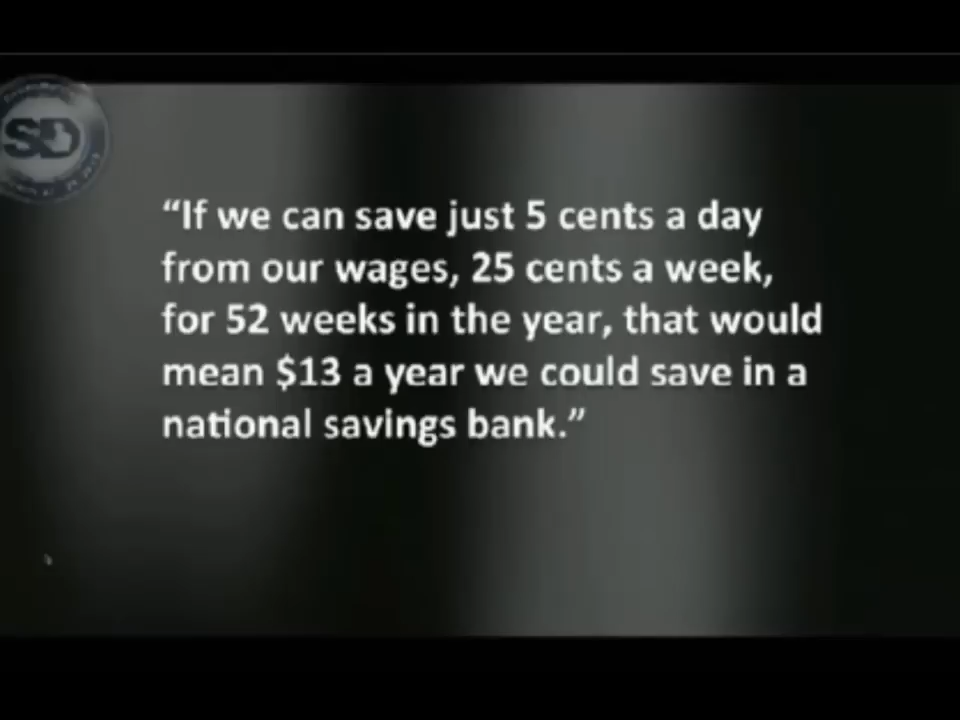 SD
“If we can save just 5 cents a day
from our wages, 25 cents a week,
for 52 weeks in the year, that would
mean $13 a year we could save in a
national savings bank.”